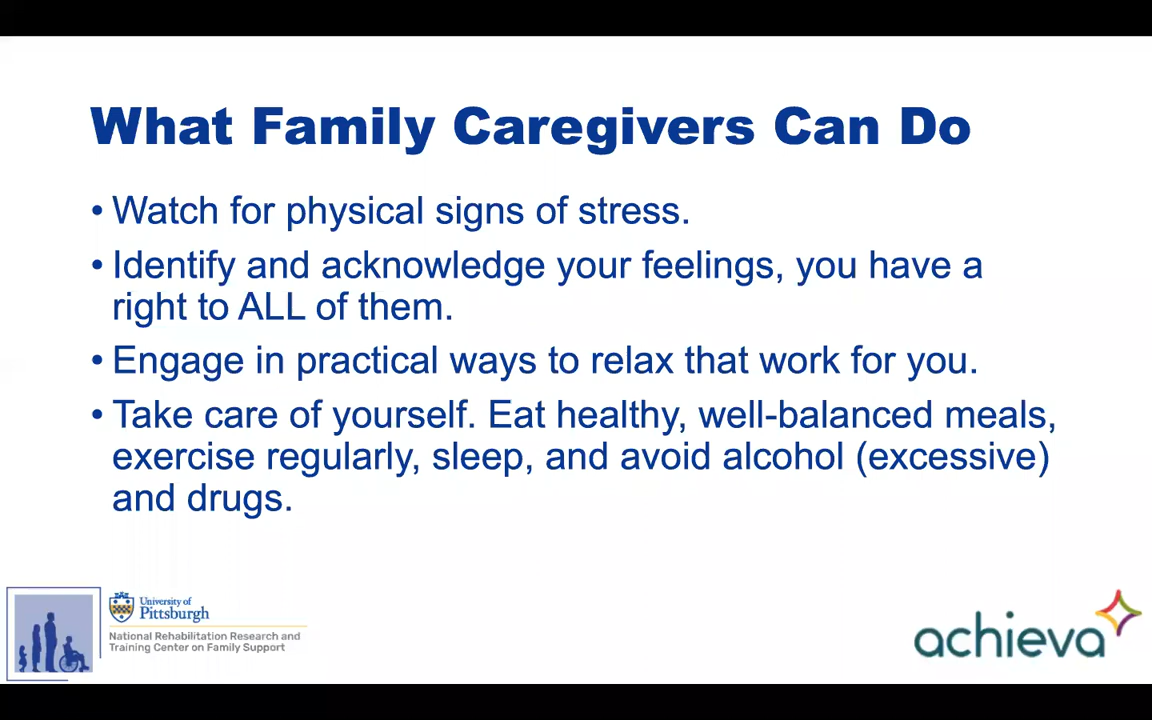 What Family Caregivers Can Do
• Watch for physical signs of stress.
• Identify and acknowledge your feelings, you have a
right to ALL of them.
• Engage in practical ways to relax that work for you.
• Take care of yourself. Eat healthy, well-balanced meals,
exercise regularly, sleep, and avoid alcohol (excessive)
and drugs.
University of
Pittsburgh
National Rehabilitation Research and
Training Center on Family Support
achieva